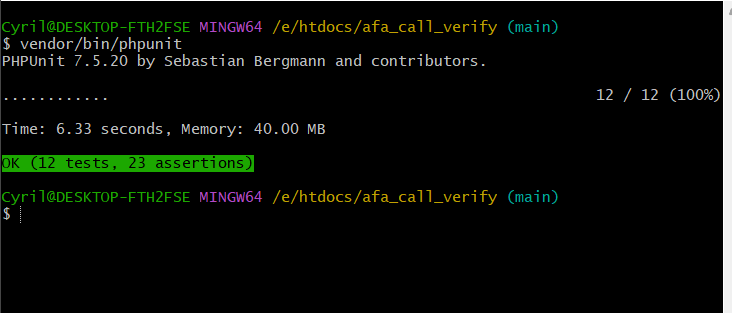 Cyril@DESKTOP-FTH2FSE MINGW64 /e/htdocs/afa_call_verify (main)
$ vendor/bin/phpunit
PHPUnit 7.5.20 by Sebastian Bergmann and contributors.
............ 12 / 12 (100%)
Time: 6.33 seconds, Memory: 40.00 MB
OK (12 tests, 23 assertions)
Cyril@DESKTOP-FTH2FSE MINGW64 /e/htdocs/afa_call_verify (main)
$